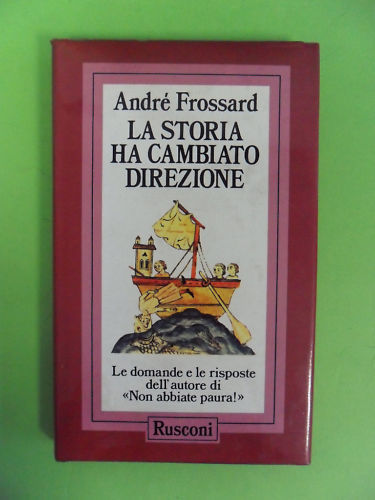 André Frossard
LA STORIA
HA CAMBIATO
DIREZIONE
Le domande e le risposte
dell'autore di
«Non abbiate paura!»
Rusconi